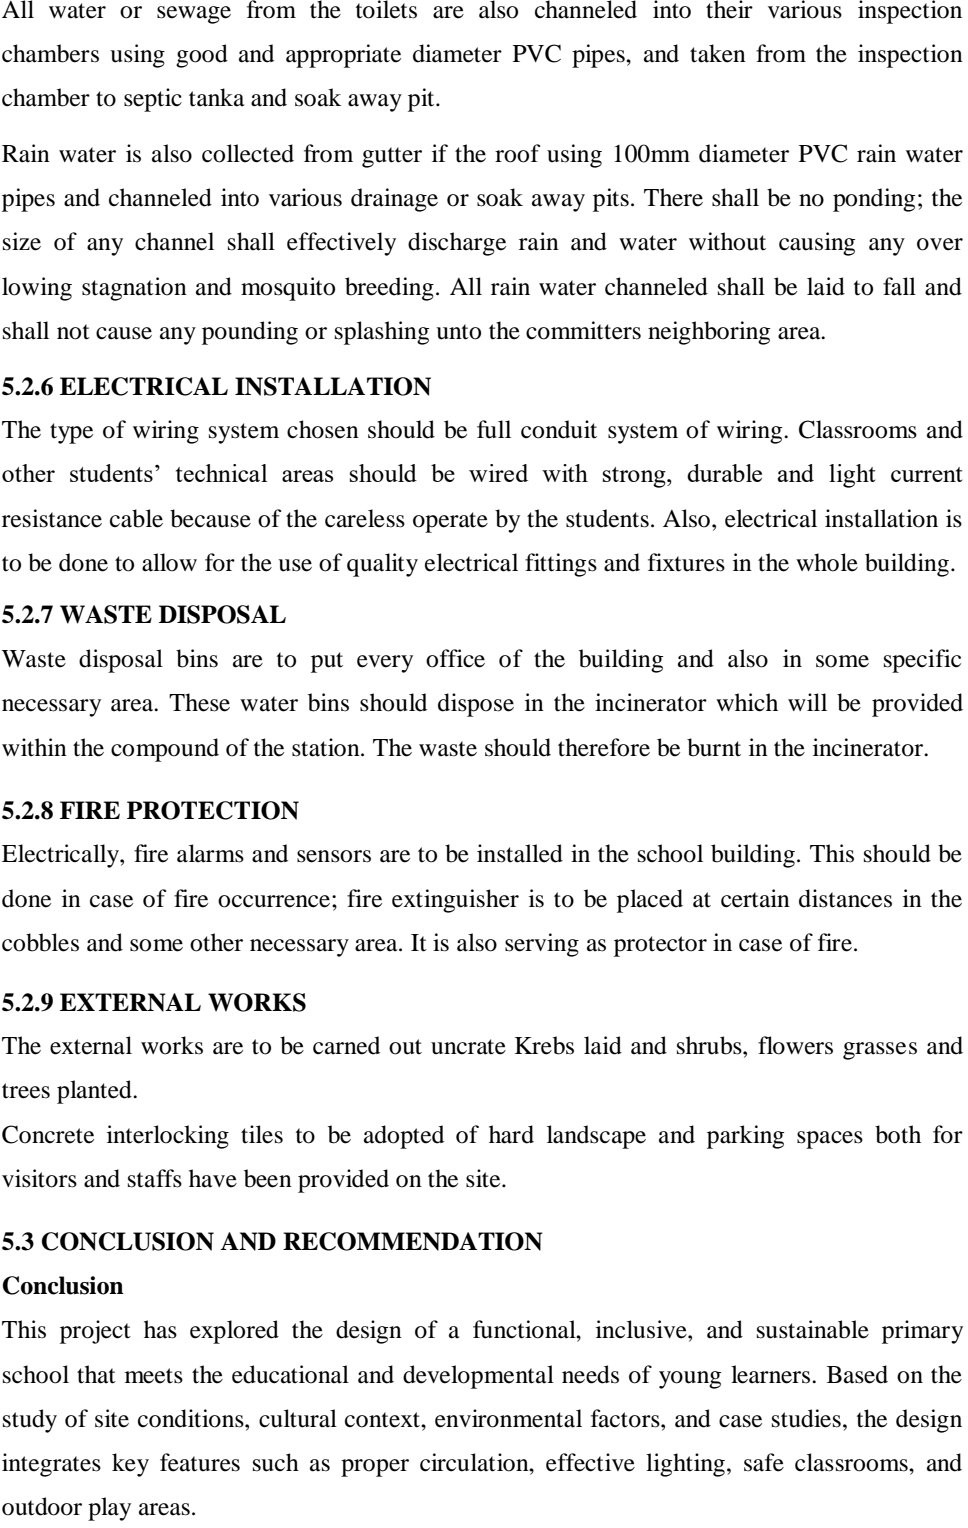 All water or sewage from the toilets are also channeled into their various inspection
chambers using good and appropriate diameter PVC pipes, and taken from the inspection
chamber to septic tanka and soak away pit.
Rain water is also collected from gutter if the roof using 100mm diameter PVC rain water
pipes and channeled into various drainage or soak away pits. There shall be no ponding; the
size of any channel shall effectively discharge rain and water without causing any over
lowing stagnation and mosquito breeding. All rain water channeled shall be laid to fall and
shall not cause any pounding or splashing unto the committers neighboring area.
5.2.6 ELECTRICAL INSTALLATION
The type of wiring system chosen should be full conduit system of wiring. Classrooms and
other students’ technical areas should be wired with strong, durable and light current
resistance cable because of the careless operate by the students. Also, electrical installation is
to be done to allow for the use of quality electrical fittings and fixtures in the whole building.
5.2.7 WASTE DISPOSAL
Waste disposal bins are to put every office of the building and also in some specific
necessary area. These water bins should dispose in the incinerator which will be provided
within the compound of the station. The waste should therefore be burnt in the incinerator.
5.2.8 FIRE PROTECTION
Electrically, fire alarms and sensors are to be installed in the school building. This should be
done in case of fire occurrence; fire extinguisher is to be placed at certain distances in the
cobbles and some other necessary area. It is also serving as protector in case of fire.
5.2.9 EXTERNAL WORKS
The external works are to be carned out uncrate Krebs laid and shrubs, flowers grasses and
trees planted.
Concrete interlocking tiles to be adopted of hard landscape and parking spaces both for
visitors and staffs have been provided on the site.
5.3 CONCLUSION AND RECOMMENDATION
Conclusion
This project has explored the design of a functional, inclusive, and sustainable primary
school that meets the educational and developmental needs of young learners. Based on the
study of site conditions, cultural context, environmental factors, and case studies, the design
integrates key features such as proper circulation, effective lighting, safe classrooms, and
outdoor play areas.